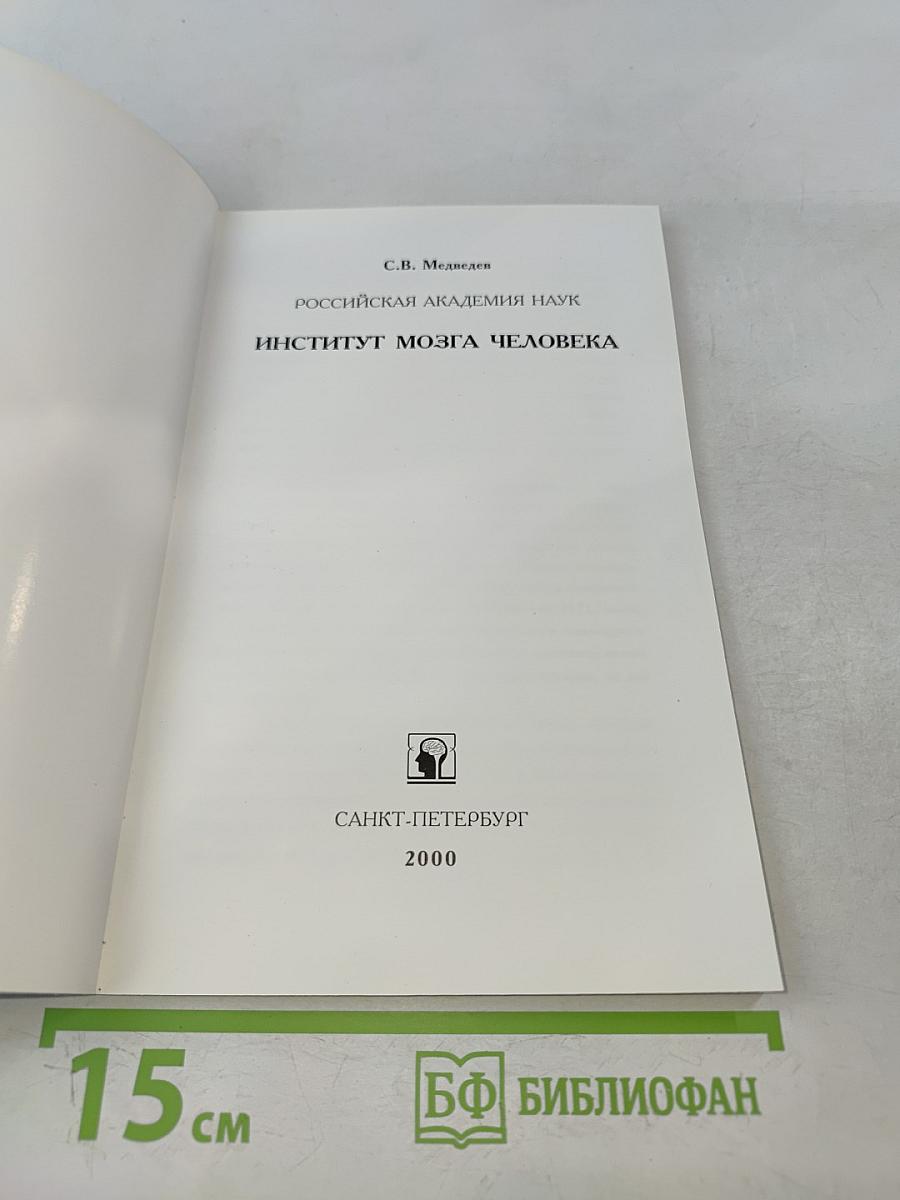 С.В. Медведев
РОССИЙСКАЯ АКАДЕМИЯ НАУК
ИНСТИТУТ МОЗГА ЧЕЛОВЕКА
САНКТ-ПЕТЕРБУРГ
2000
15 см
БФ БИБЛИОФАН